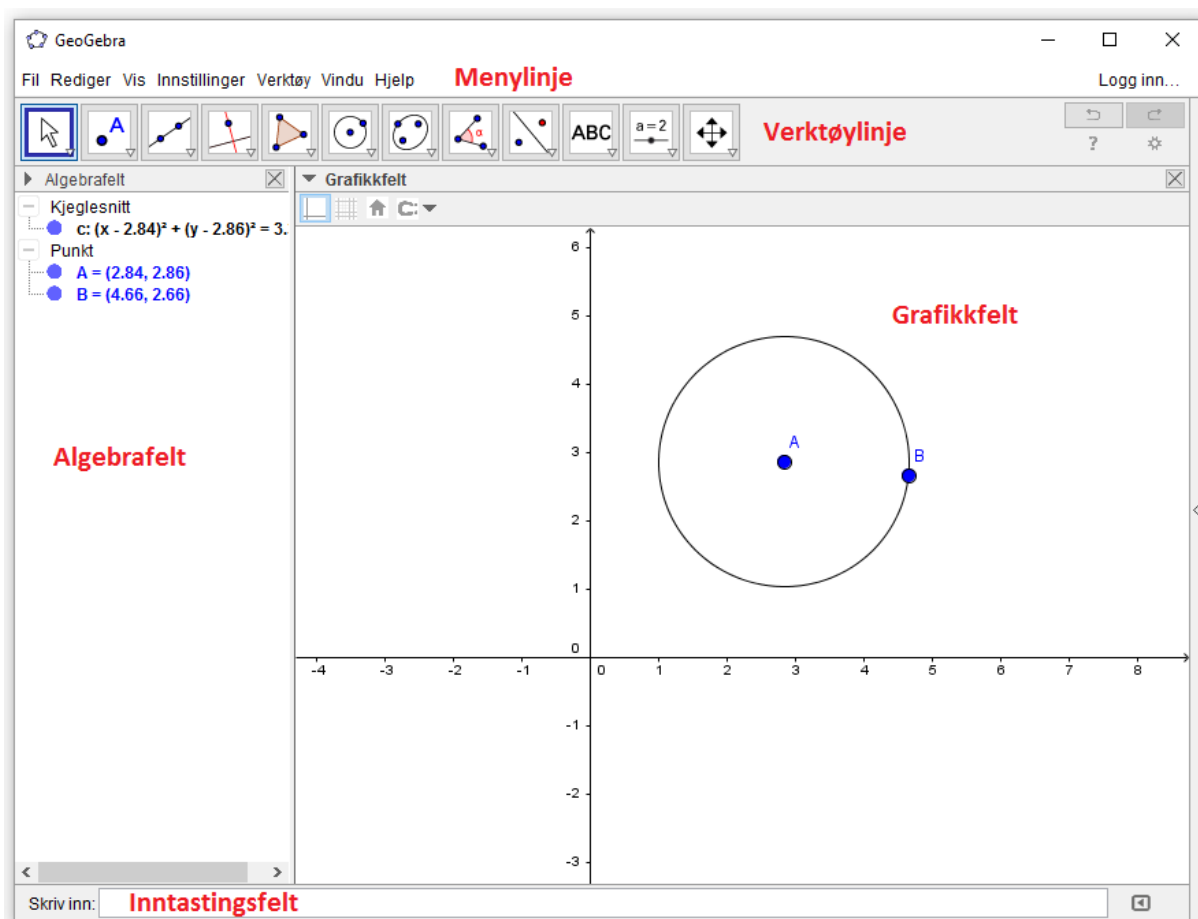 GeoGebra
Fil Rediger Vis Innstillinger Verktøy Vindu Hjelp Menylinje Logg inn...
A α ABC a=2 Verktøylinje ?
Algebrafelt
Grafikkfelt
Kjeglesnitt
c: (x - 2.84)² + (y - 2.86)² = 3.
Punkt
A = (2.84, 2.86)
B = (4.66, 2.66)
Algebrafelt
Grafikkfelt
6
5
4
3
2
1
0
-1
-2
-3
-4 -3 -2 -1 0 1 2 3 4 5 6 7 8
A
B
Skriv inn: Inntastingsfelt